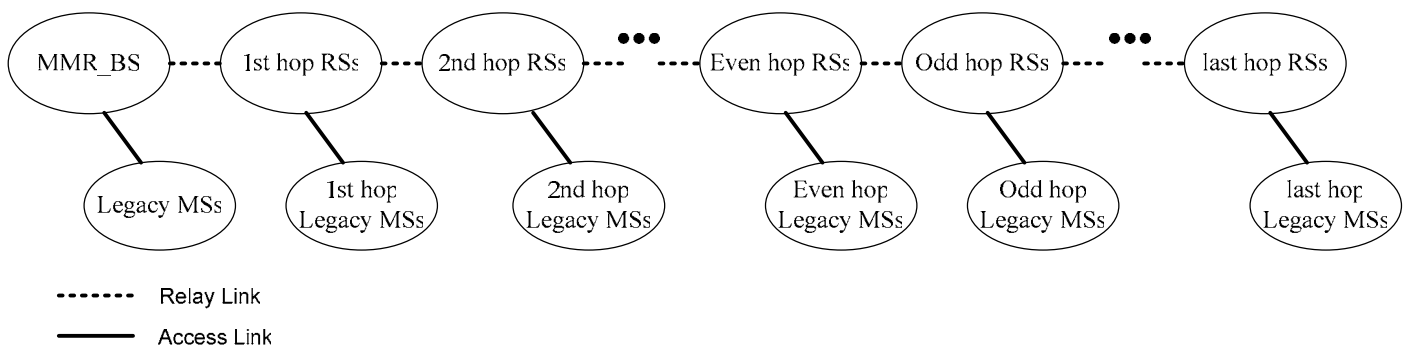 MMR_BS
1st hop RSs
2nd hop RSs
Even hop RSs
Odd hop RSs
last hop RSs
Legacy MSs
1st hop
Legacy MSs
2nd hop
Legacy MSs
Even hop
Legacy MSs
Odd hop
Legacy MSs
last hop
Legacy MSs
Relay Link
Access Link